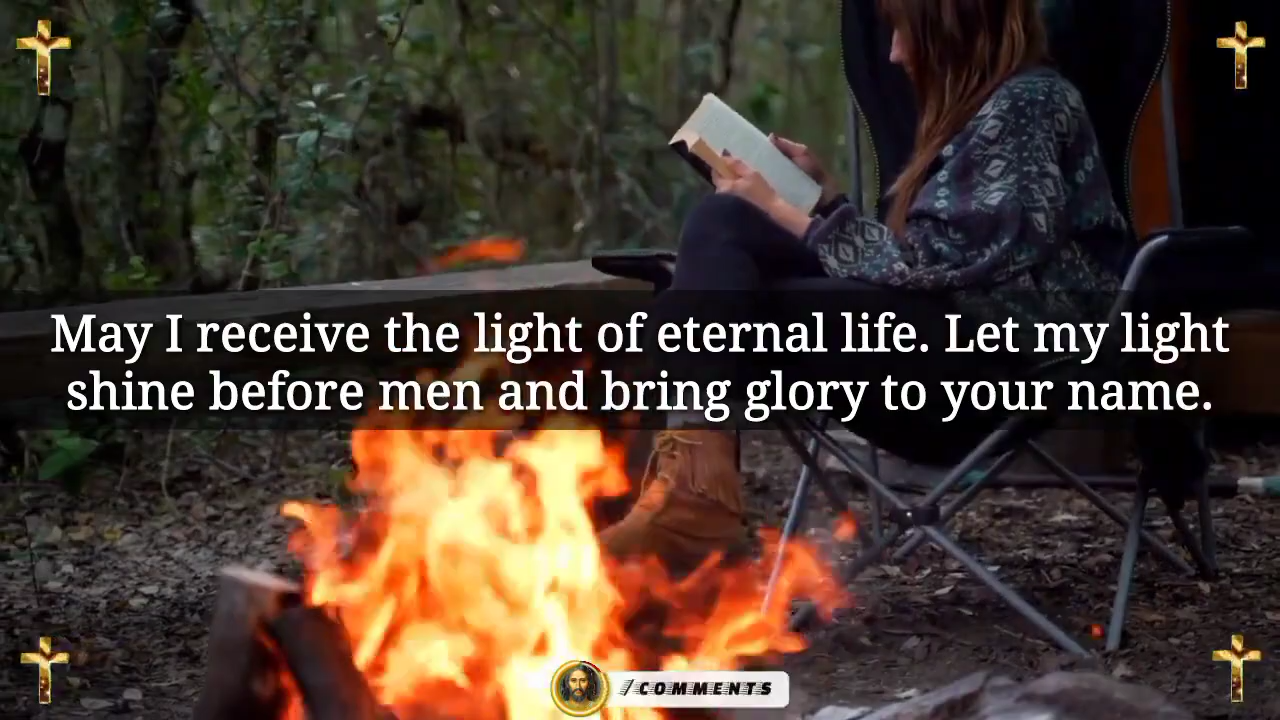 May I receive the light of eternal life. Let my light
shine before men and bring glory to your name.
/COMMENTS